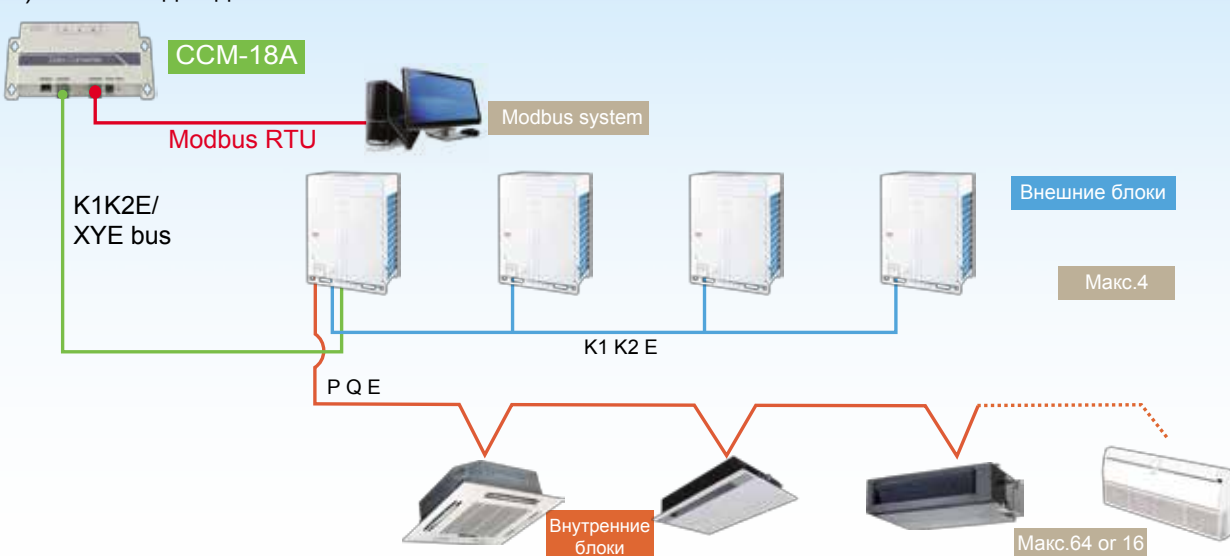 CCM-18A
Modbus system
Modbus RTU
K1K2E/
XYE bus
Внешние блоки
Макс.4
K1 K2 E
P Q E
Внутренние
блоки
Макс.64 or 16